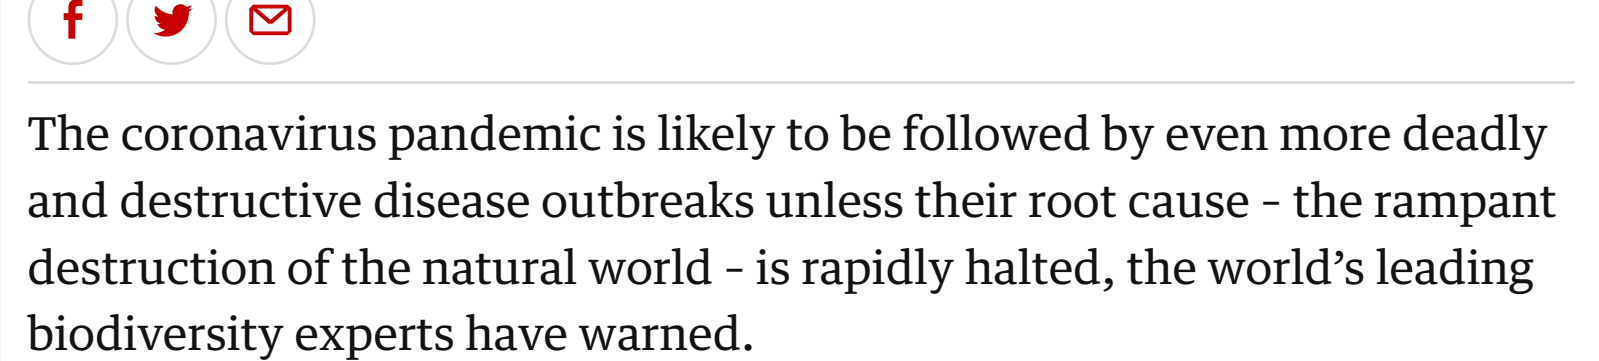 The coronavirus pandemic is likely to be followed by even more deadly
and destructive disease outbreaks unless their root cause – the rampant
destruction of the natural world – is rapidly halted, the world’s leading
biodiversity experts have warned.